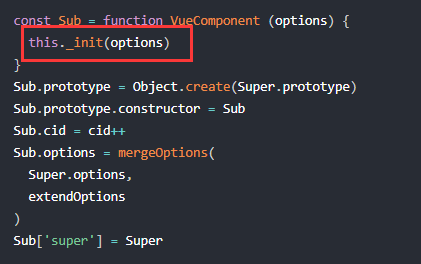 const Sub = function VueComponent (options) {
this._init(options)
}
Sub.prototype = Object.create(Super.prototype)
Sub.prototype.constructor = Sub
Sub.cid = cid++
Sub.options = mergeOptions(
Super.options,
extendOptions
)
Sub['super'] = Super